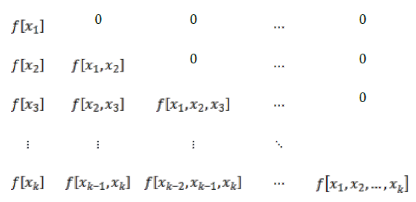 f[x₁] 0 0 ... 0
f[x₂] f[x₁,x₂] 0 ... 0
f[x₃] f[x₂,x₃] f[x₁,x₂,x₃] ... 0
⋮ ⋮ ⋮ ⋱
f[xₖ] f[xₖ₋₁,xₖ] f[xₖ₋₂,xₖ₋₁,xₖ] ... f[x₁,x₂,...,xₖ]